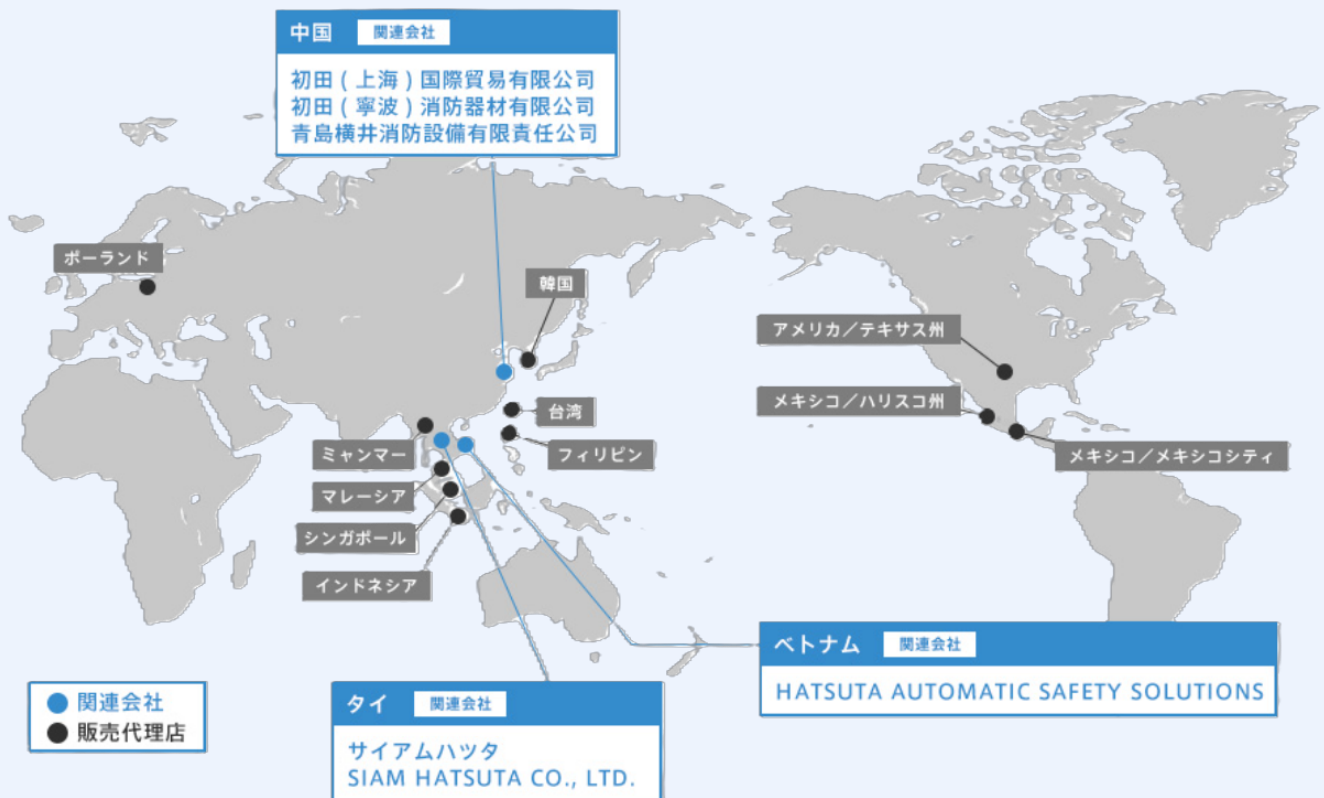 中国 関連会社
初田 ( 上海 ) 国際貿易有限公司
初田 ( 寧波 ) 消防器材有限公司
青島横井消防設備有限責任公司
ポーランド
韓国
アメリカ／テキサス州
メキシコ／ハリスコ州
台湾
ミャンマー
フィリピン
メキシコ／メキシコシティ
マレーシア
シンガポール
インドネシア
ベトナム 関連会社
HATSUTA AUTOMATIC SAFETY SOLUTIONS
関連会社
販売代理店
タイ 関連会社
サイアムハツタ
SIAM HATSUTA CO., LTD.